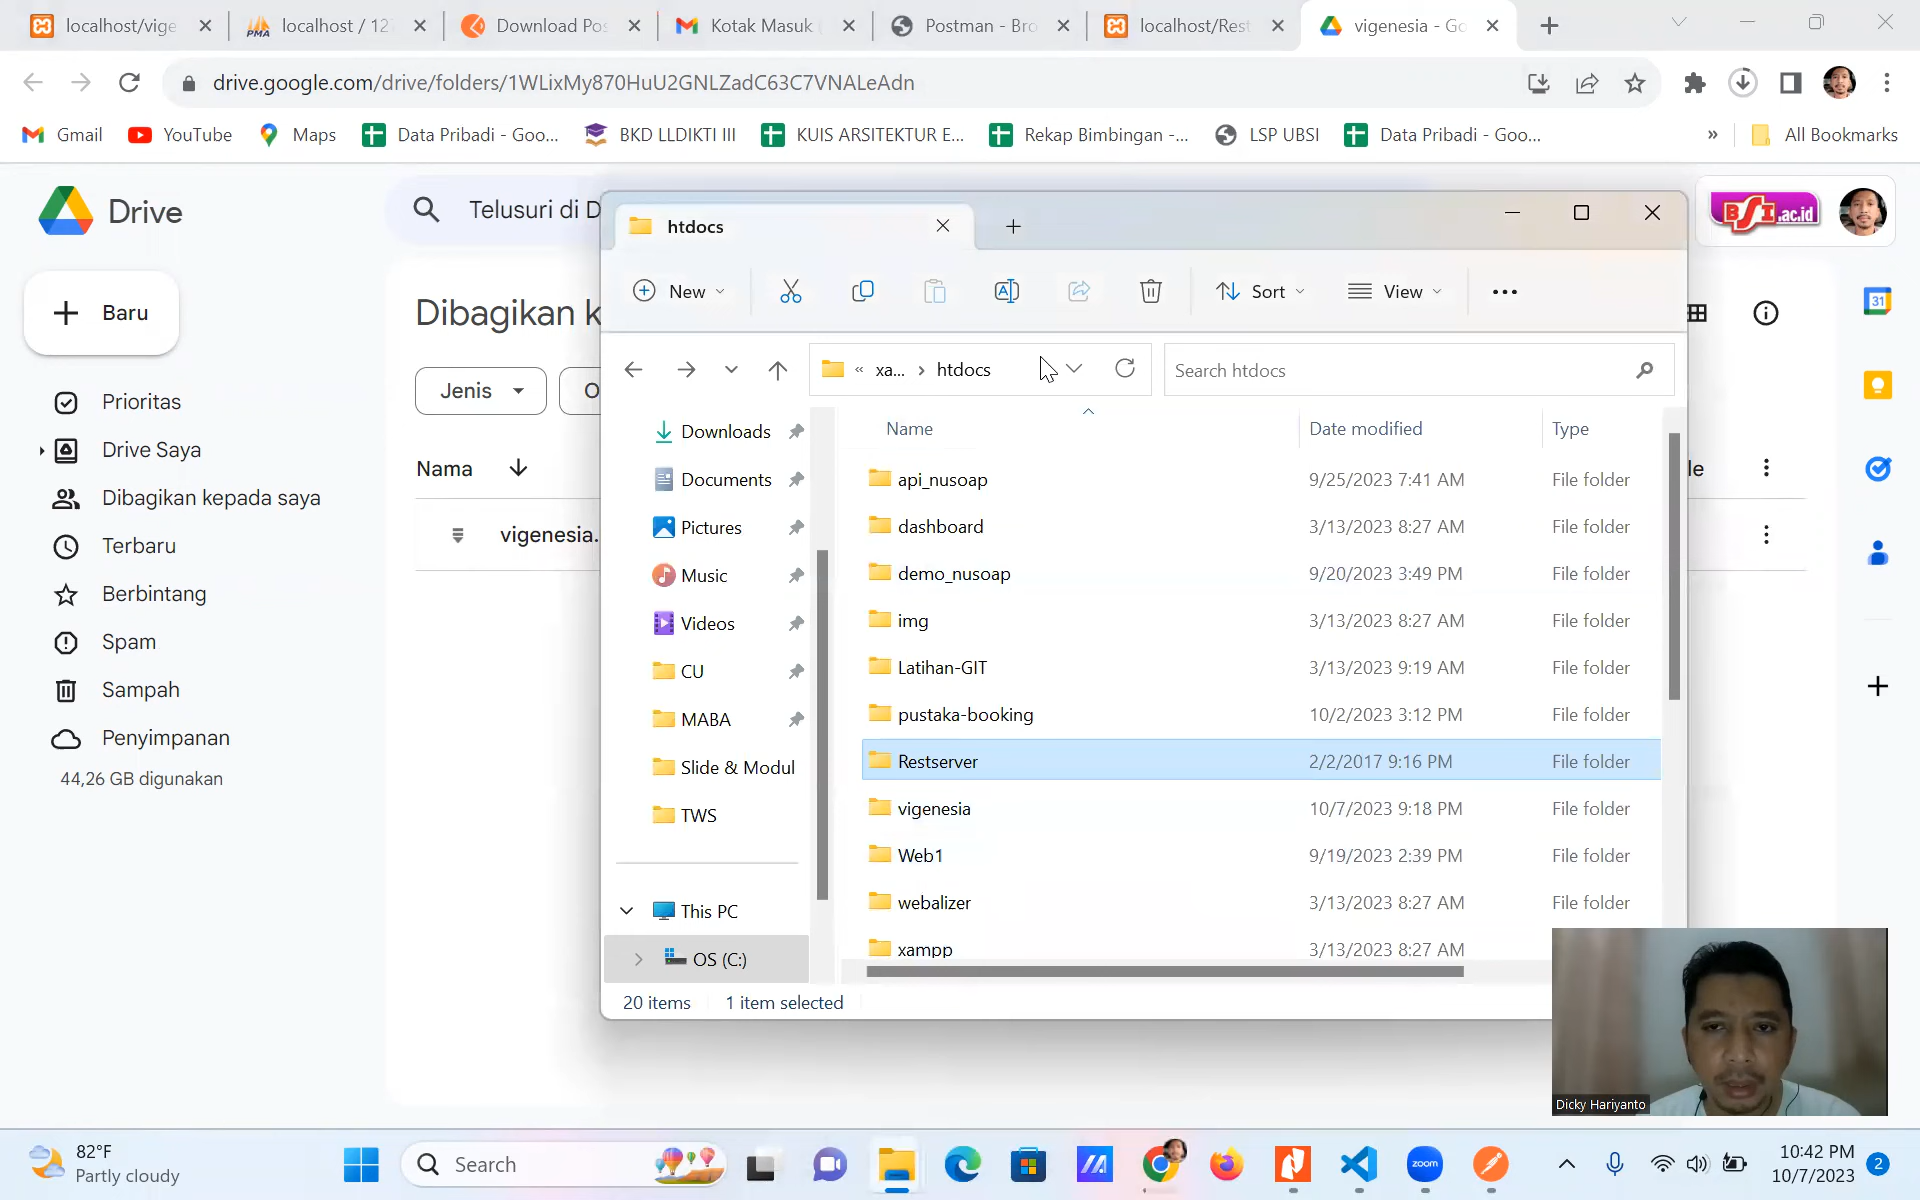 localhost/vige
localhost / 127
Download Pos
Kotak Masuk
Postman - Bro
localhost/Rest
vigenesia - Go
drive.google.com/drive/folders/1WLixMy870HuU2GNLZadC63C7VNALeAdn
Gmail
YouTube
Maps
Data Pribadi - Goo...
BKD LLDIKTI III
KUIS ARSITEKTUR E...
Rekap Bimbingan -...
LSP UBSI
Data Pribadi - Goo...
»
All Bookmarks
Drive
Telusuri di D
BSI.ac.id
Baru
Dibagikan k
Jenis
O
Nama
le
vigenesia.
Prioritas
Drive Saya
Dibagikan kepada saya
Terbaru
Berbintang
Spam
Sampah
Penyimpanan
44,26 GB digunakan
31
htdocs
New
Sort
View
« xa... › htdocs
Search htdocs
Downloads
Documents
Pictures
Music
Videos
CU
MABA
Slide & Modul
TWS
This PC
OS (C:)
Name Date modified Type
api_nusoap 9/25/2023 7:41 AM File folder
dashboard 3/13/2023 8:27 AM File folder
demo_nusoap 9/20/2023 3:49 PM File folder
img 3/13/2023 8:27 AM File folder
Latihan-GIT 3/13/2023 9:19 AM File folder
pustaka-booking 10/2/2023 3:12 PM File folder
Restserver 2/2/2017 9:16 PM File folder
vigenesia 10/7/2023 9:18 PM File folder
Web1 9/19/2023 2:39 PM File folder
webalizer 3/13/2023 8:27 AM File folder
xampp 3/13/2023 8:27 AM
20 items 1 item selected
Dicky Hariyanto
82°F
Partly cloudy
Search
zoom
10:42 PM
10/7/2023
2